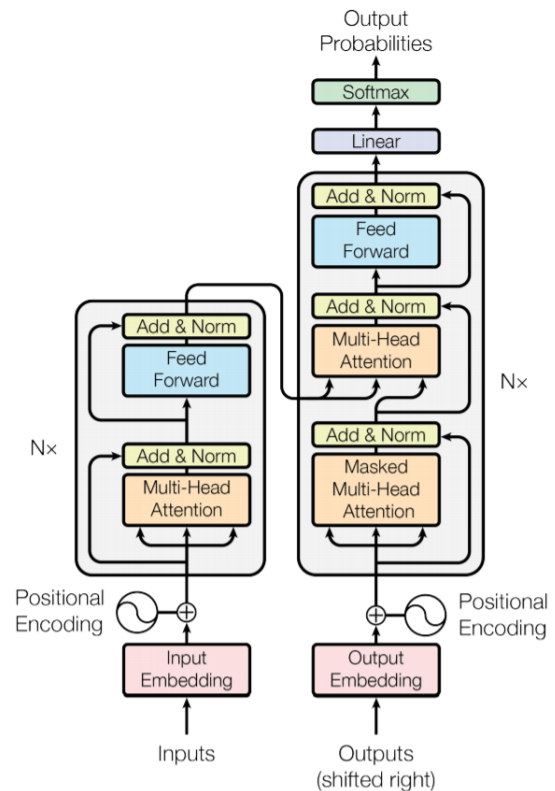 Output
Probabilities
Softmax
Linear
Add & Norm
Feed
Forward
Add & Norm
Multi-Head
Attention
Add & Norm
Masked
Multi-Head
Attention
N×
Positional
Encoding
Output
Embedding
Outputs
(shifted right)
Add & Norm
Feed
Forward
Add & Norm
Multi-Head
Attention
N×
Positional
Encoding
Input
Embedding
Inputs